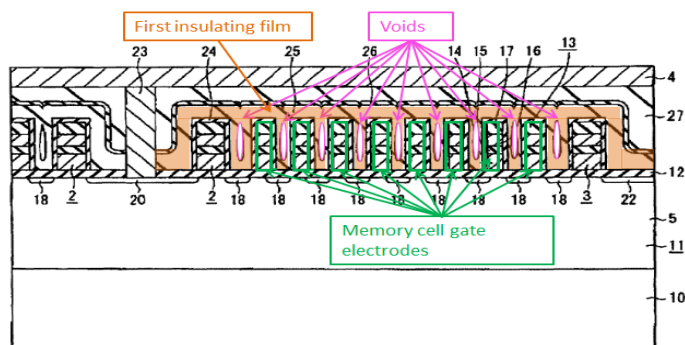 First insulating film
Voids
23 24 25 26 14 15 17 16 13
4
27
12
18 2 20 2 18 18 18 18 18 18 18 18 3 22
5
11
10
Memory cell gate
electrodes